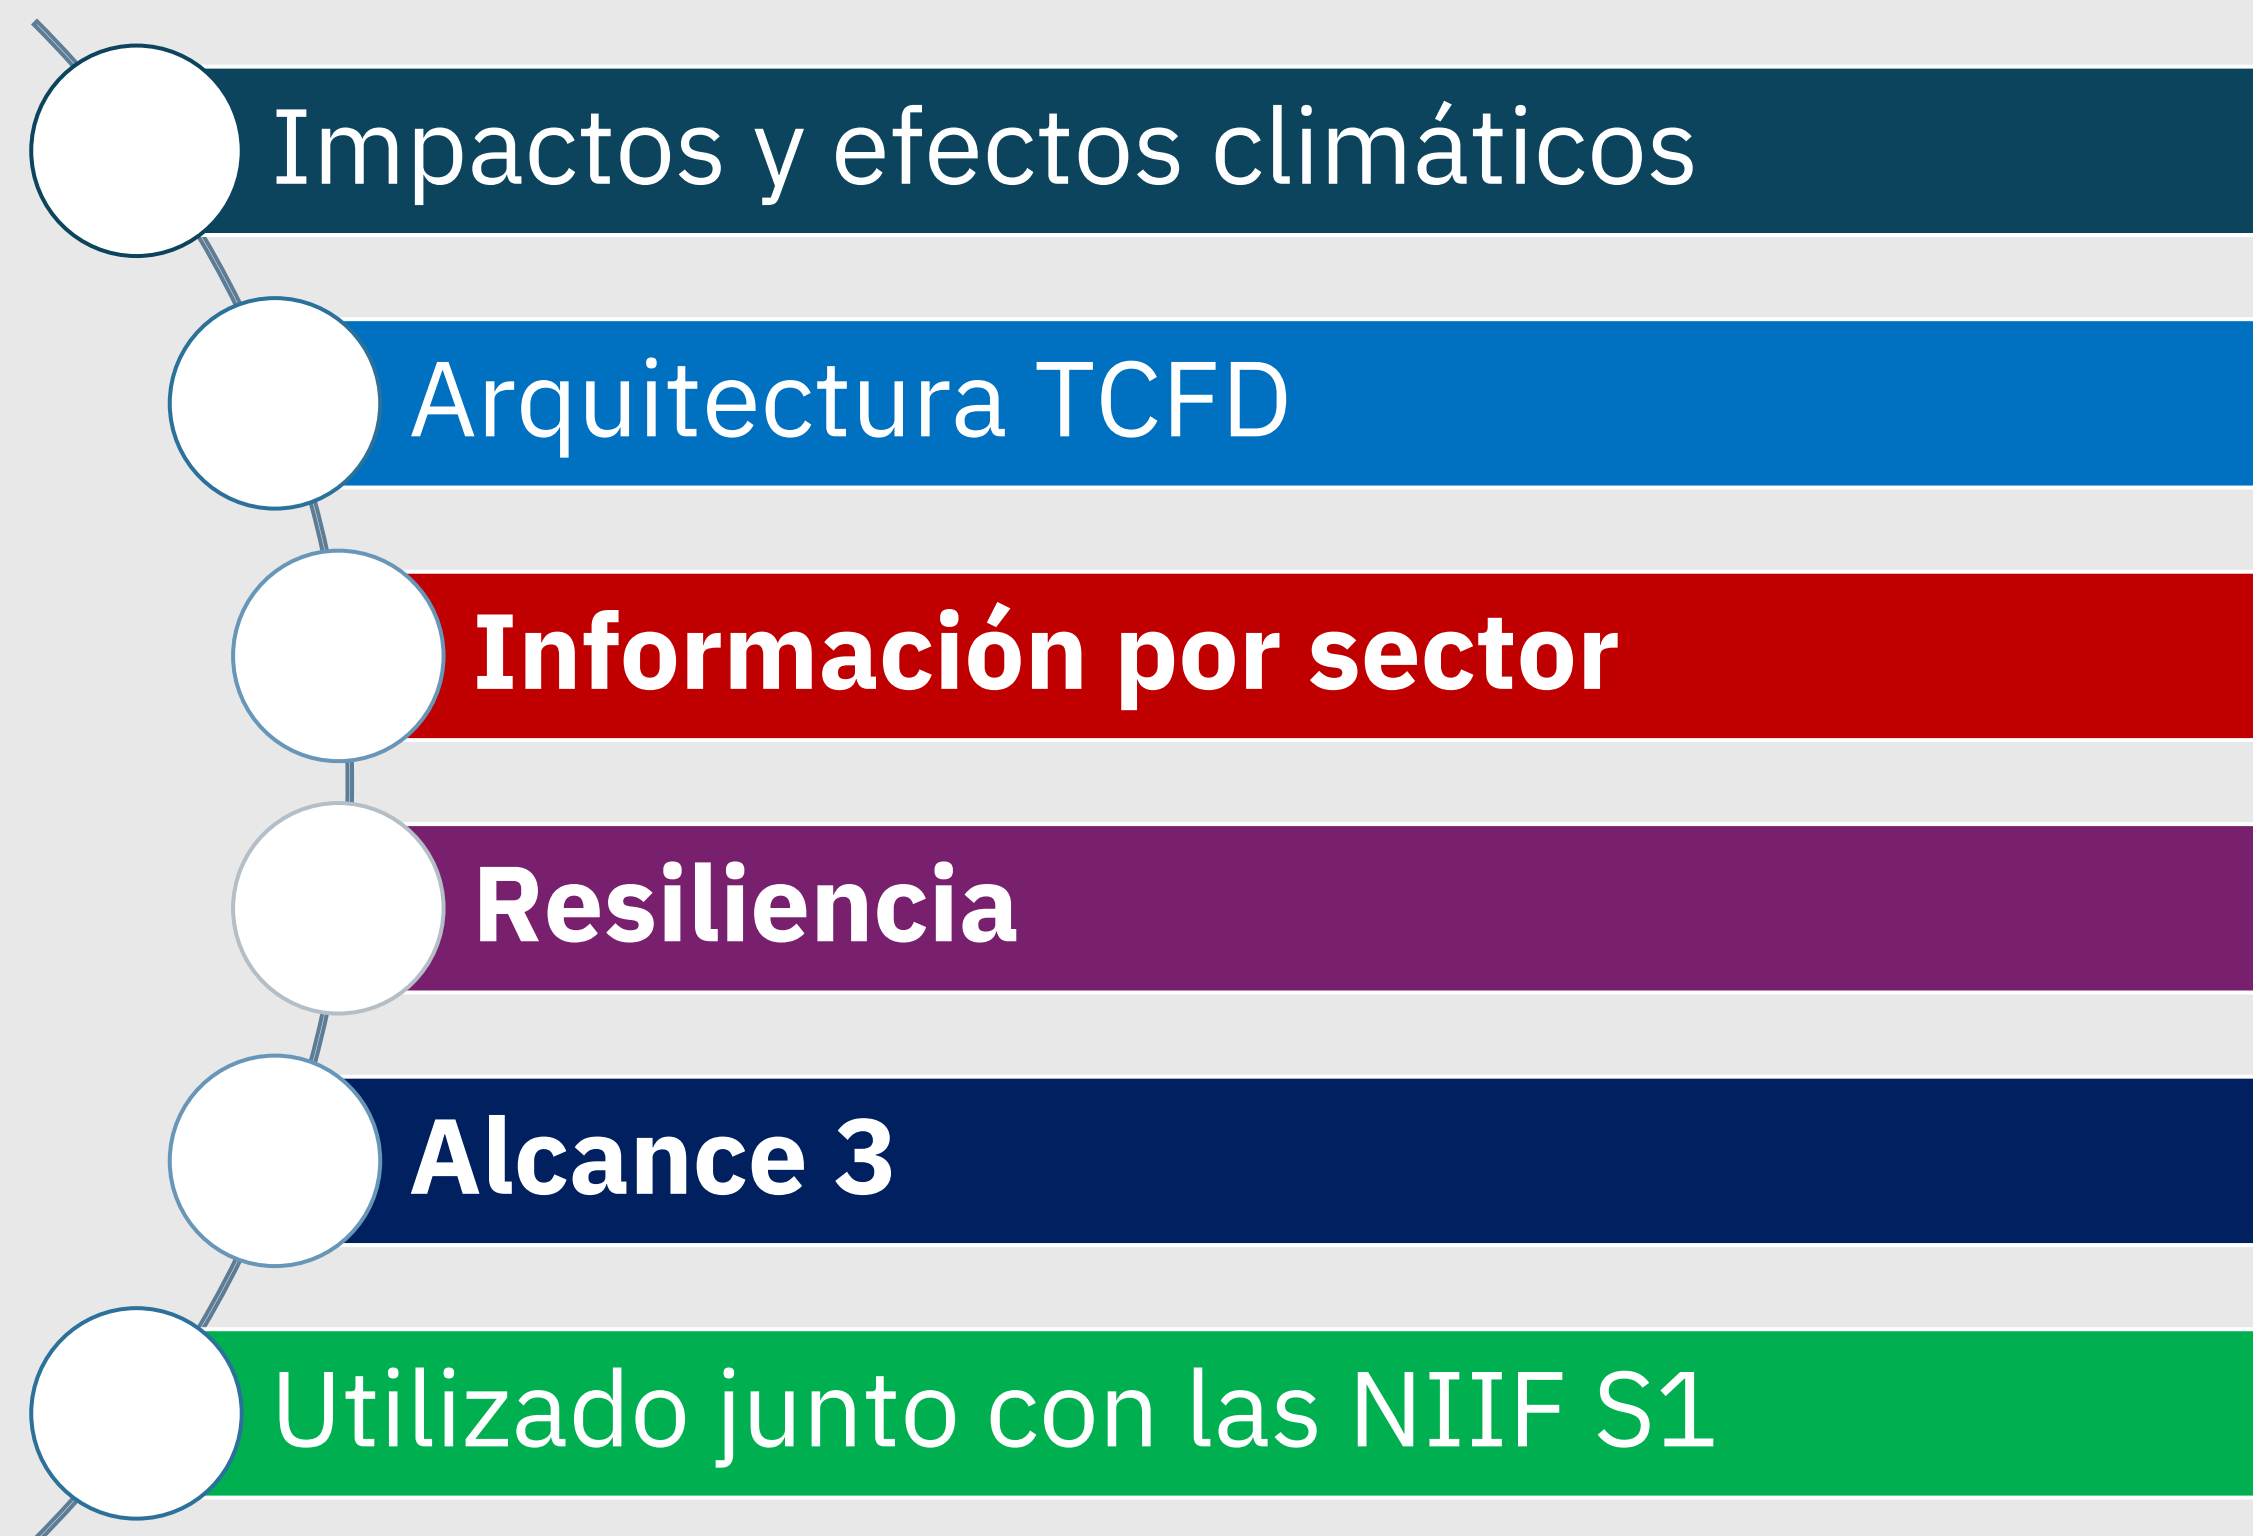 Impactos y efectos climáticos
Arquitectura TCFD
Información por sector
Resiliencia
Alcance 3
Utilizado junto con las NIIF S1